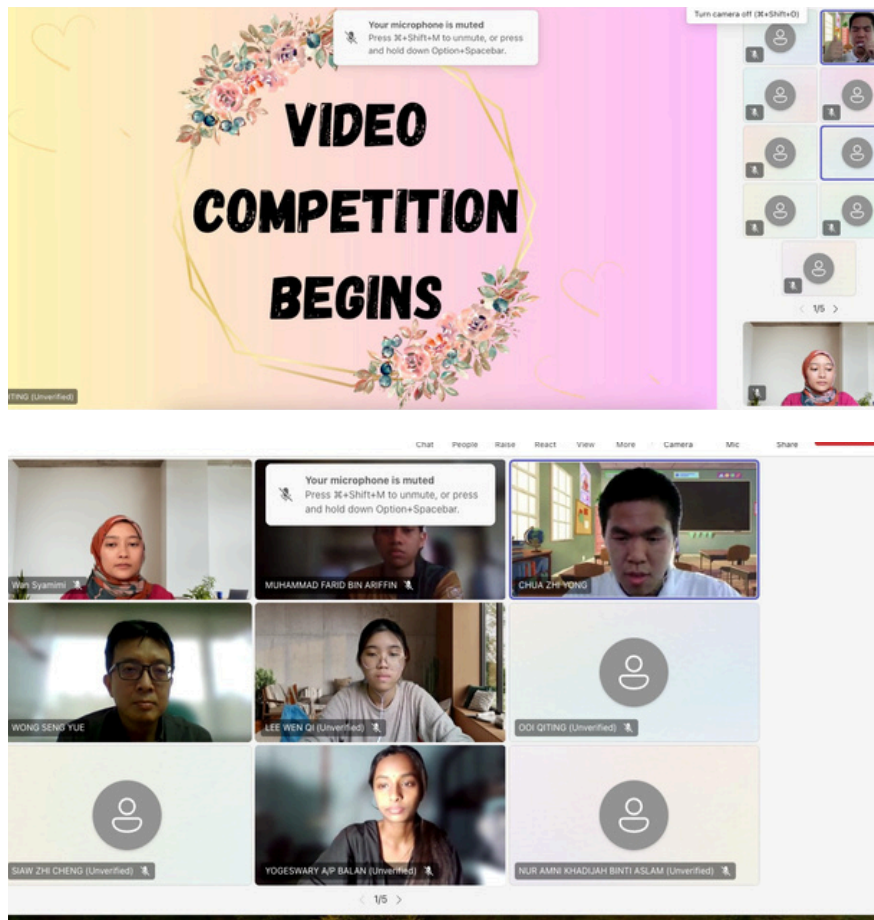 Your microphone is muted
Press ⌘+Shift+M to unmute, or press
and hold down Option+Spacebar.
Turn camera off (⌘+Shift+O)
VIDEO
COMPETITION
BEGINS
ITING (Unverified)
1/5
Chat People Raise React View More Camera Mic Share
Your microphone is muted
Press ⌘+Shift+M to unmute, or press
and hold down Option+Spacebar.
Wan Syamimi
MUHAMMAD FARID BIN ARIFFIN
CHUA ZHI YONG
WONG SENG YUE
LEE WEN QI (Unverified)
OOI QITING (Unverified)
SIAW ZHI CHENG (Unverified)
YOGESWARY A/P BALAN (Unverified)
NUR AMNI KHADIJAH BINTI ASLAM (Unverified)
1/5